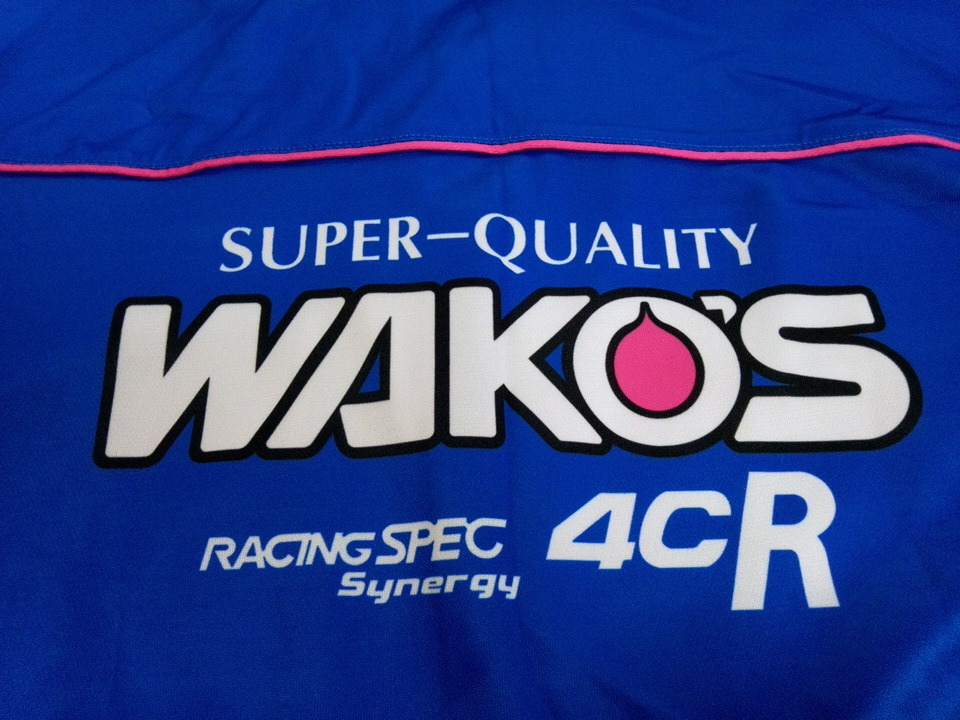 SUPER-QUALITY
WAKO'S
RACING SPEC 4CR
Synergy